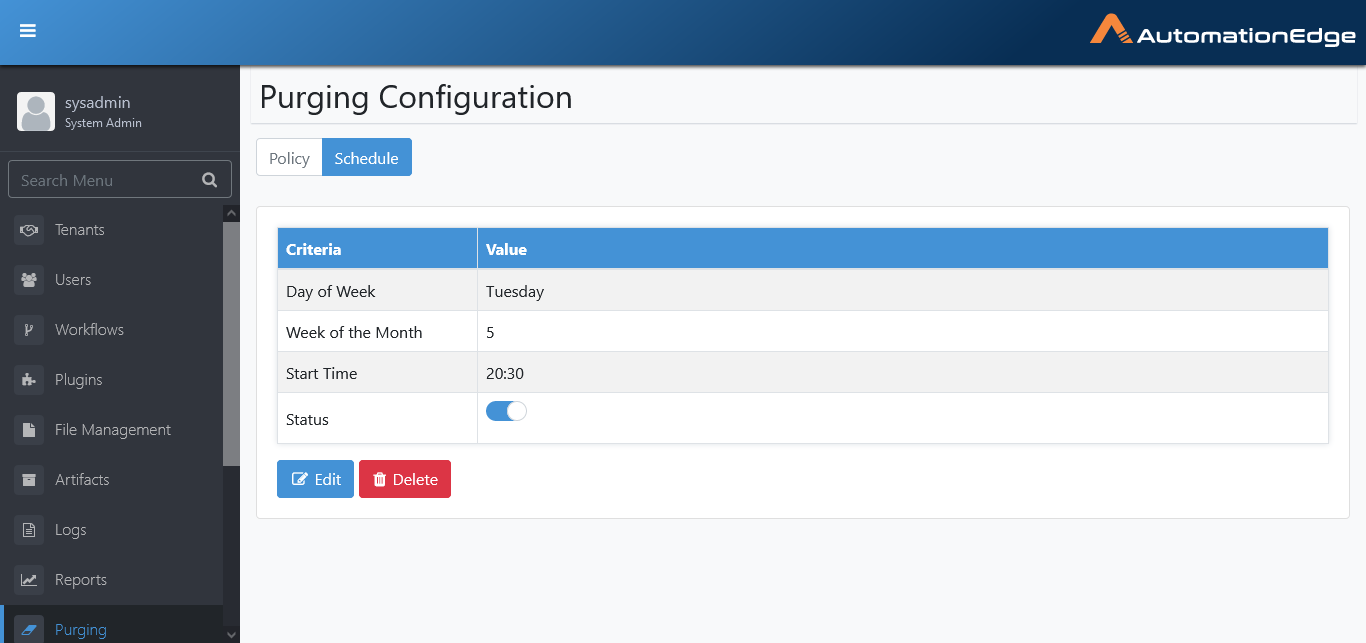 AutomationEdge
sysadmin
System Admin
Search Menu
Tenants
Users
Workflows
Plugins
File Management
Artifacts
Logs
Reports
Purging
Purging Configuration
Policy Schedule
Criteria Value
Day of Week Tuesday
Week of the Month 5
Start Time 20:30
Status
Edit Delete